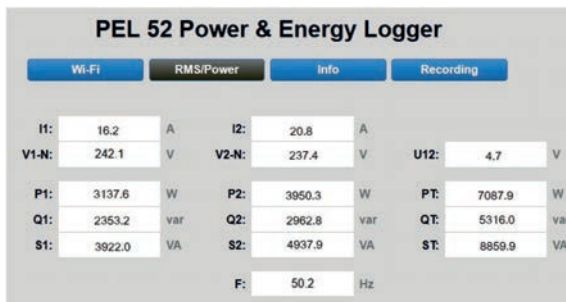 PEL 52 Power & Energy Logger
Wi-Fi RMS/Power Info Recording
I1: 16.2 A I2: 20.8 A
V1-N: 242.1 V V2-N: 237.4 V U12: 4.7 V
P1: 3137.6 W P2: 3950.3 W PT: 7087.9 W
Q1: 2353.2 var Q2: 2962.8 var QT: 5316.0 va
S1: 3922.0 VA S2: 4937.9 VA ST: 8859.9 VA
F: 50.2 Hz